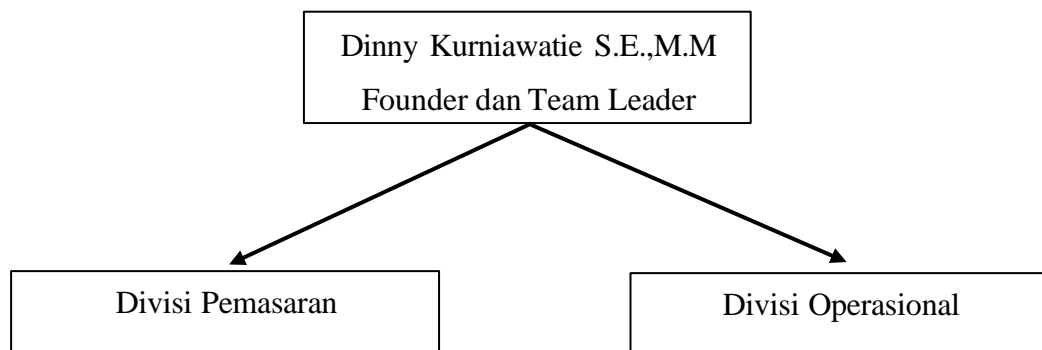 Dinny Kurniawatie S.E.,M.M
Founder dan Team Leader
Divisi Pemasaran
Divisi Operasional